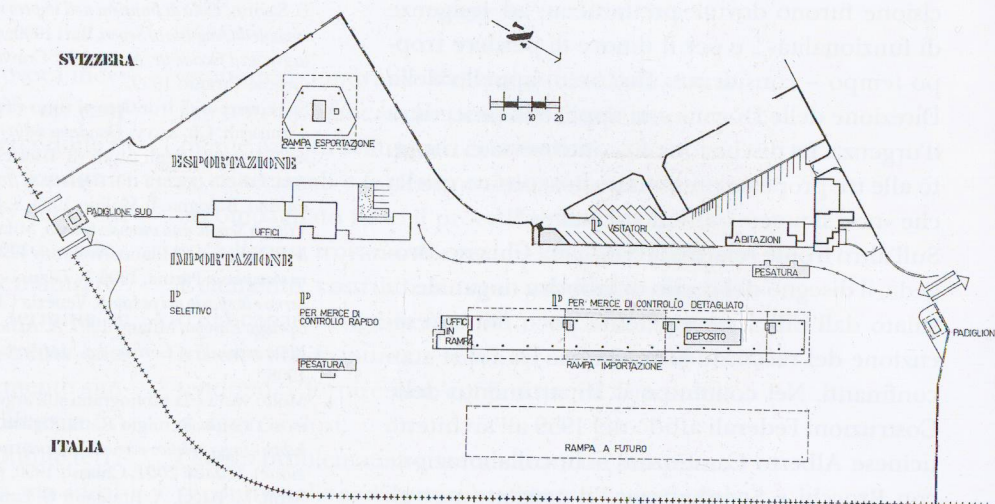 SVIZZERA
0 10 20
RAMPA ESPORTAZIONE
ESPORTAZIONE
PADIGLIONE SUD
UFFICI
P VISITATORI
ABITAZIONI
PESATURA
IMPORTAZIONE
P
SELETTIVO
P
PER MERCE DI
CONTROLLO RAPIDO
P
PER MERCE DI CONTROLLO DETTAGLIATO
UFFICI
IN
RAMPA
DEPOSITO
PADIGLION
PESATURA
RAMPA IMPORTAZIONE
RAMPA A FUTURO
ITALIA